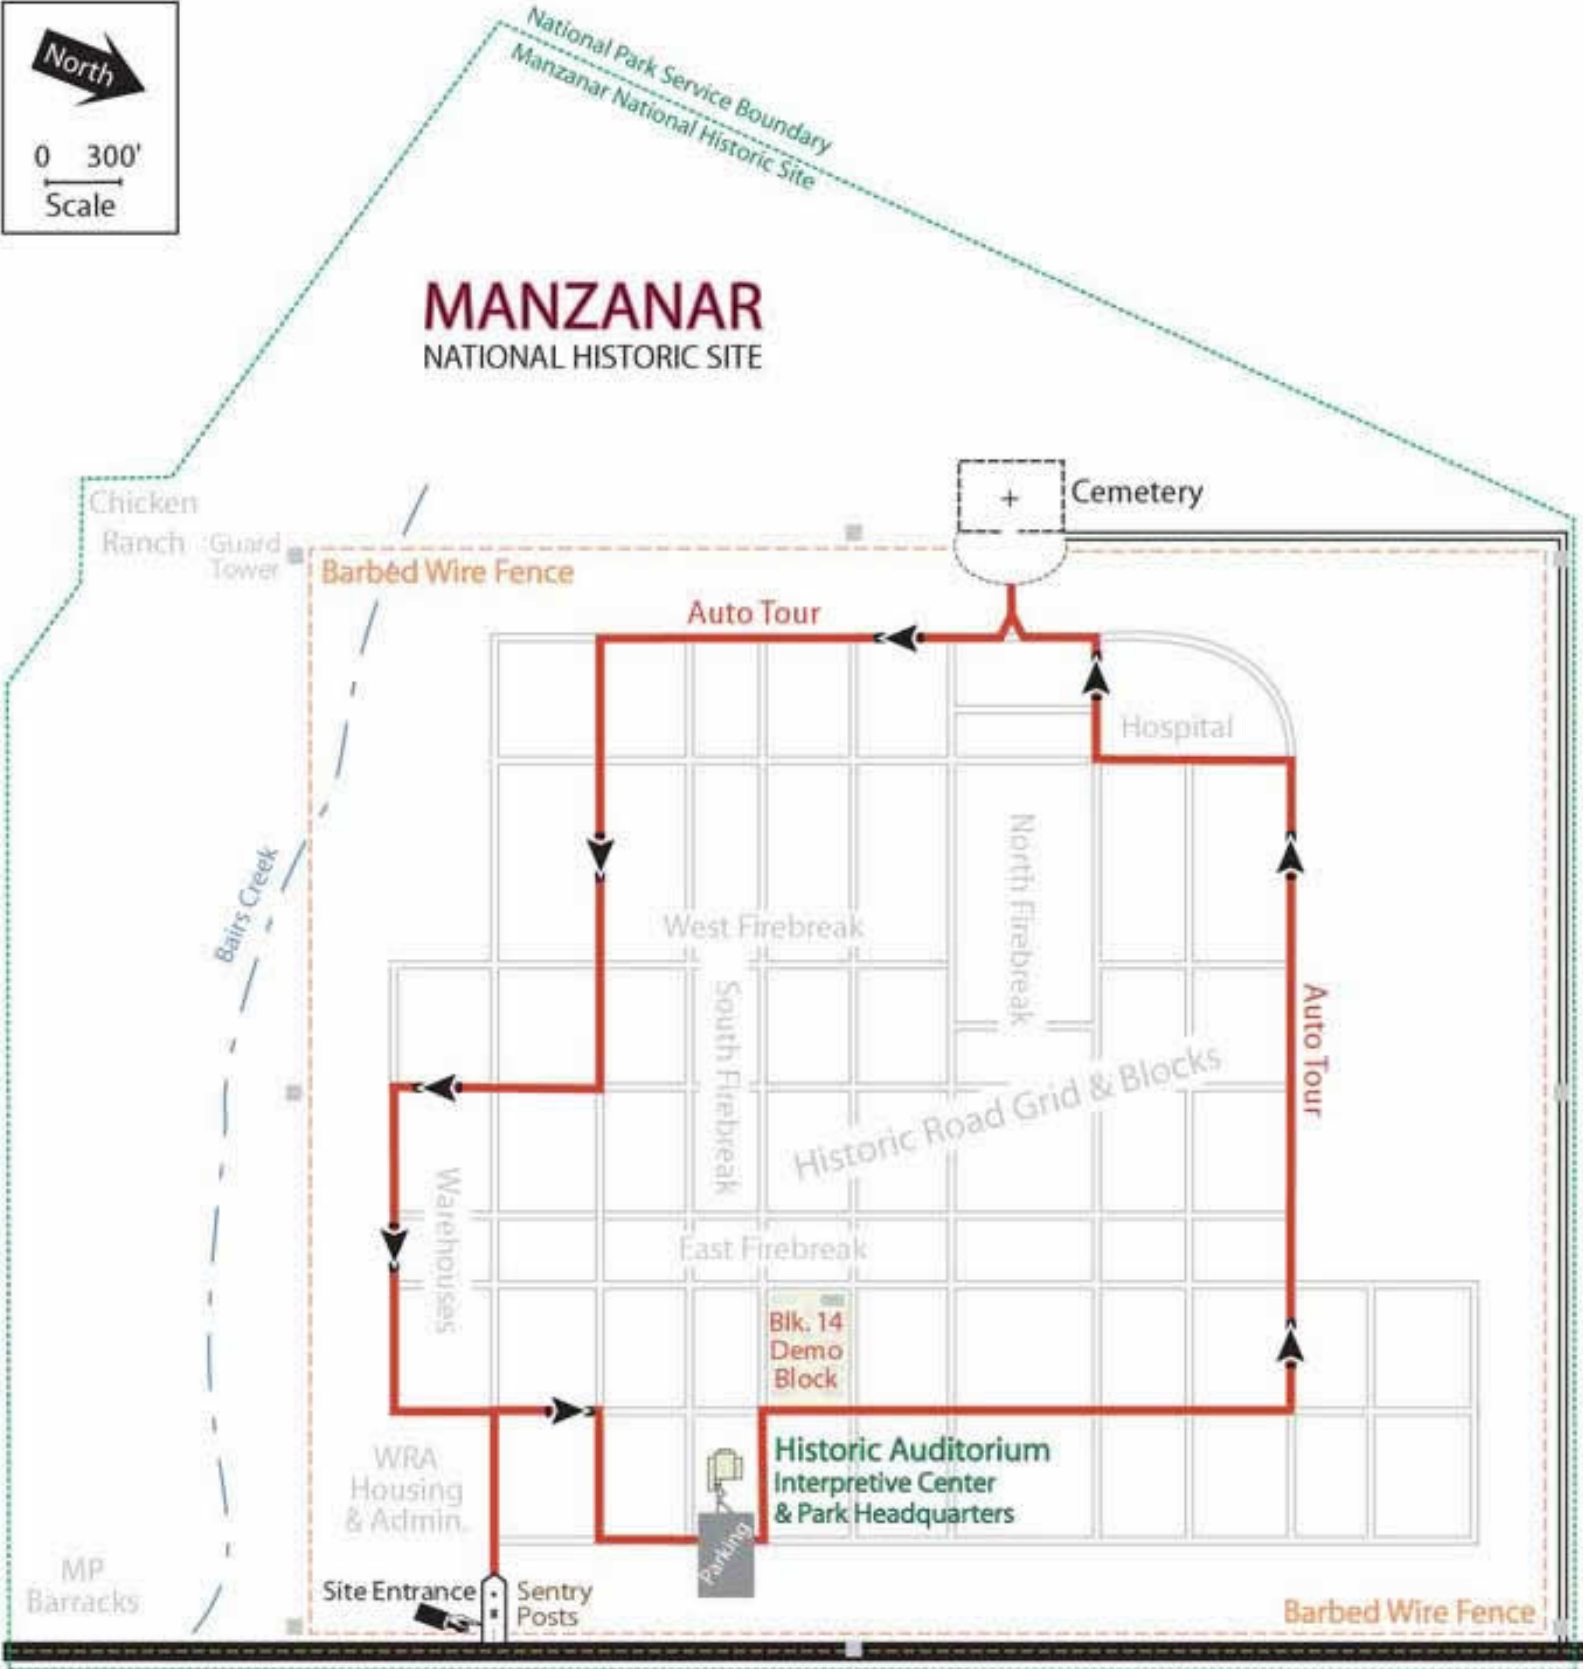 North
0 300'
Scale
National Park Service Boundary
Manzanar National Historic Site
MANZANAR
NATIONAL HISTORIC SITE
Cemetery
Chicken
Ranch
Guard
Tower
Barbed Wire Fence
Auto Tour
Hospital
North Firebreak
Bairs Creek
West Firebreak
South Firebreak
Auto Tour
Historic Road Grid & Blocks
Warehouses
East Firebreak
Blk. 14
Demo
Block
WRA
Housing
& Admin.
Historic Auditorium
Interpretive Center
& Park Headquarters
Parking
MP
Barracks
Site Entrance
Sentry
Posts
Barbed Wire Fence